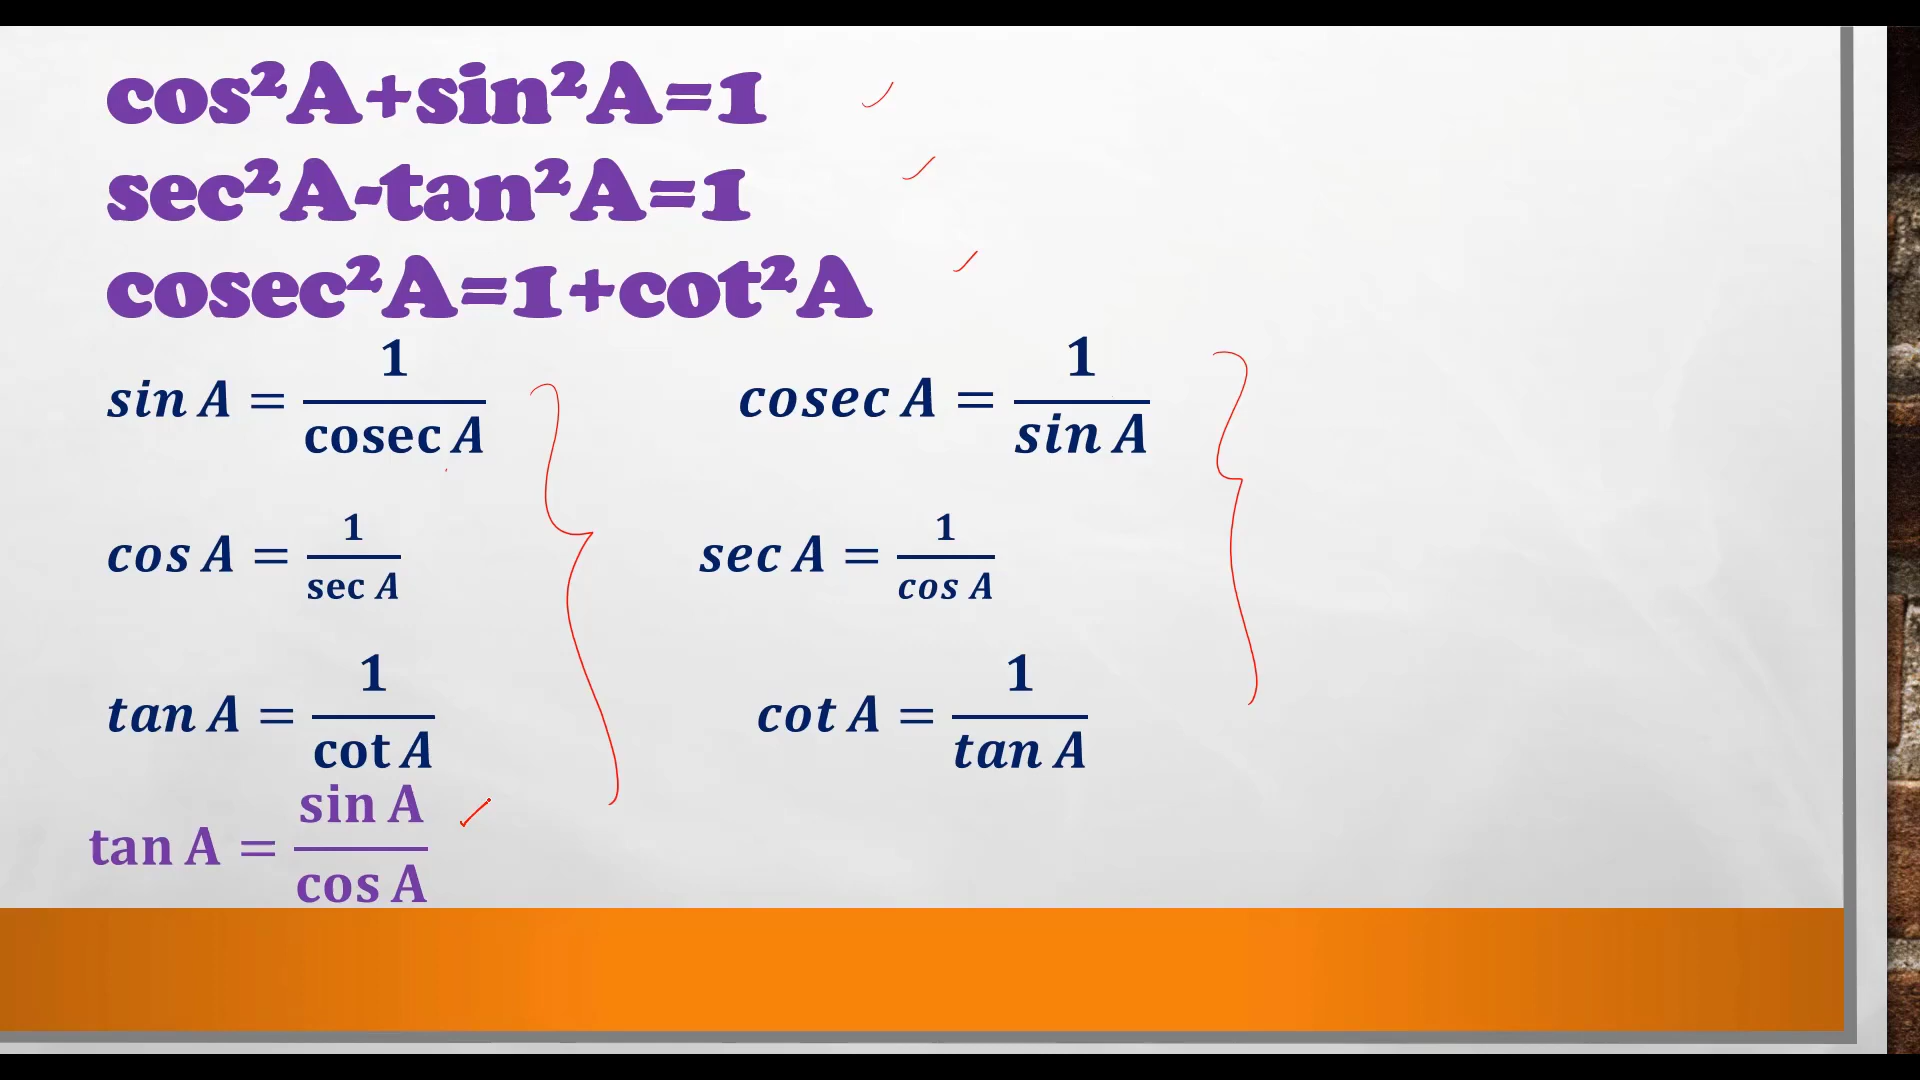 cos²A+sin²A=1
sec²A-tan²A=1
cosec²A=1+cot²A
sin A = 1/cosec A
cosec A = 1/sin A
cos A = 1/sec A
sec A = 1/cos A
tan A = 1/cot A
cot A = 1/tan A
tan A = sin A/cos A